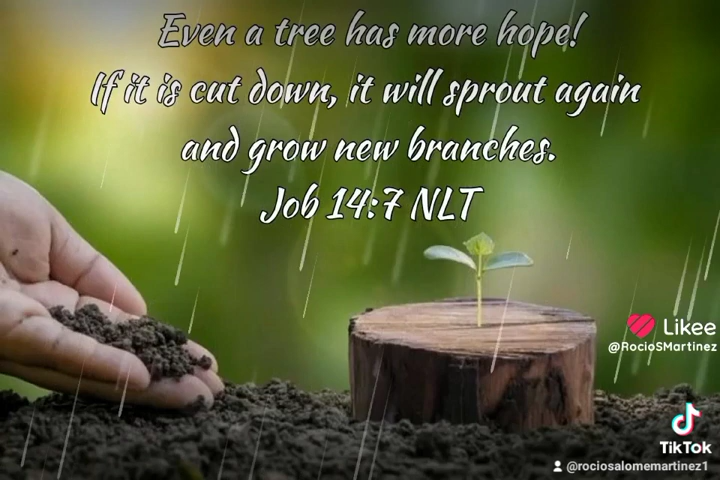 Even a tree has more hope!
If it is cut down, it will sprout again
and grow new branches.
Job 14:7 NLT
Likee
@RocioSMartinez
TikTok
@rociosalomemartinez1